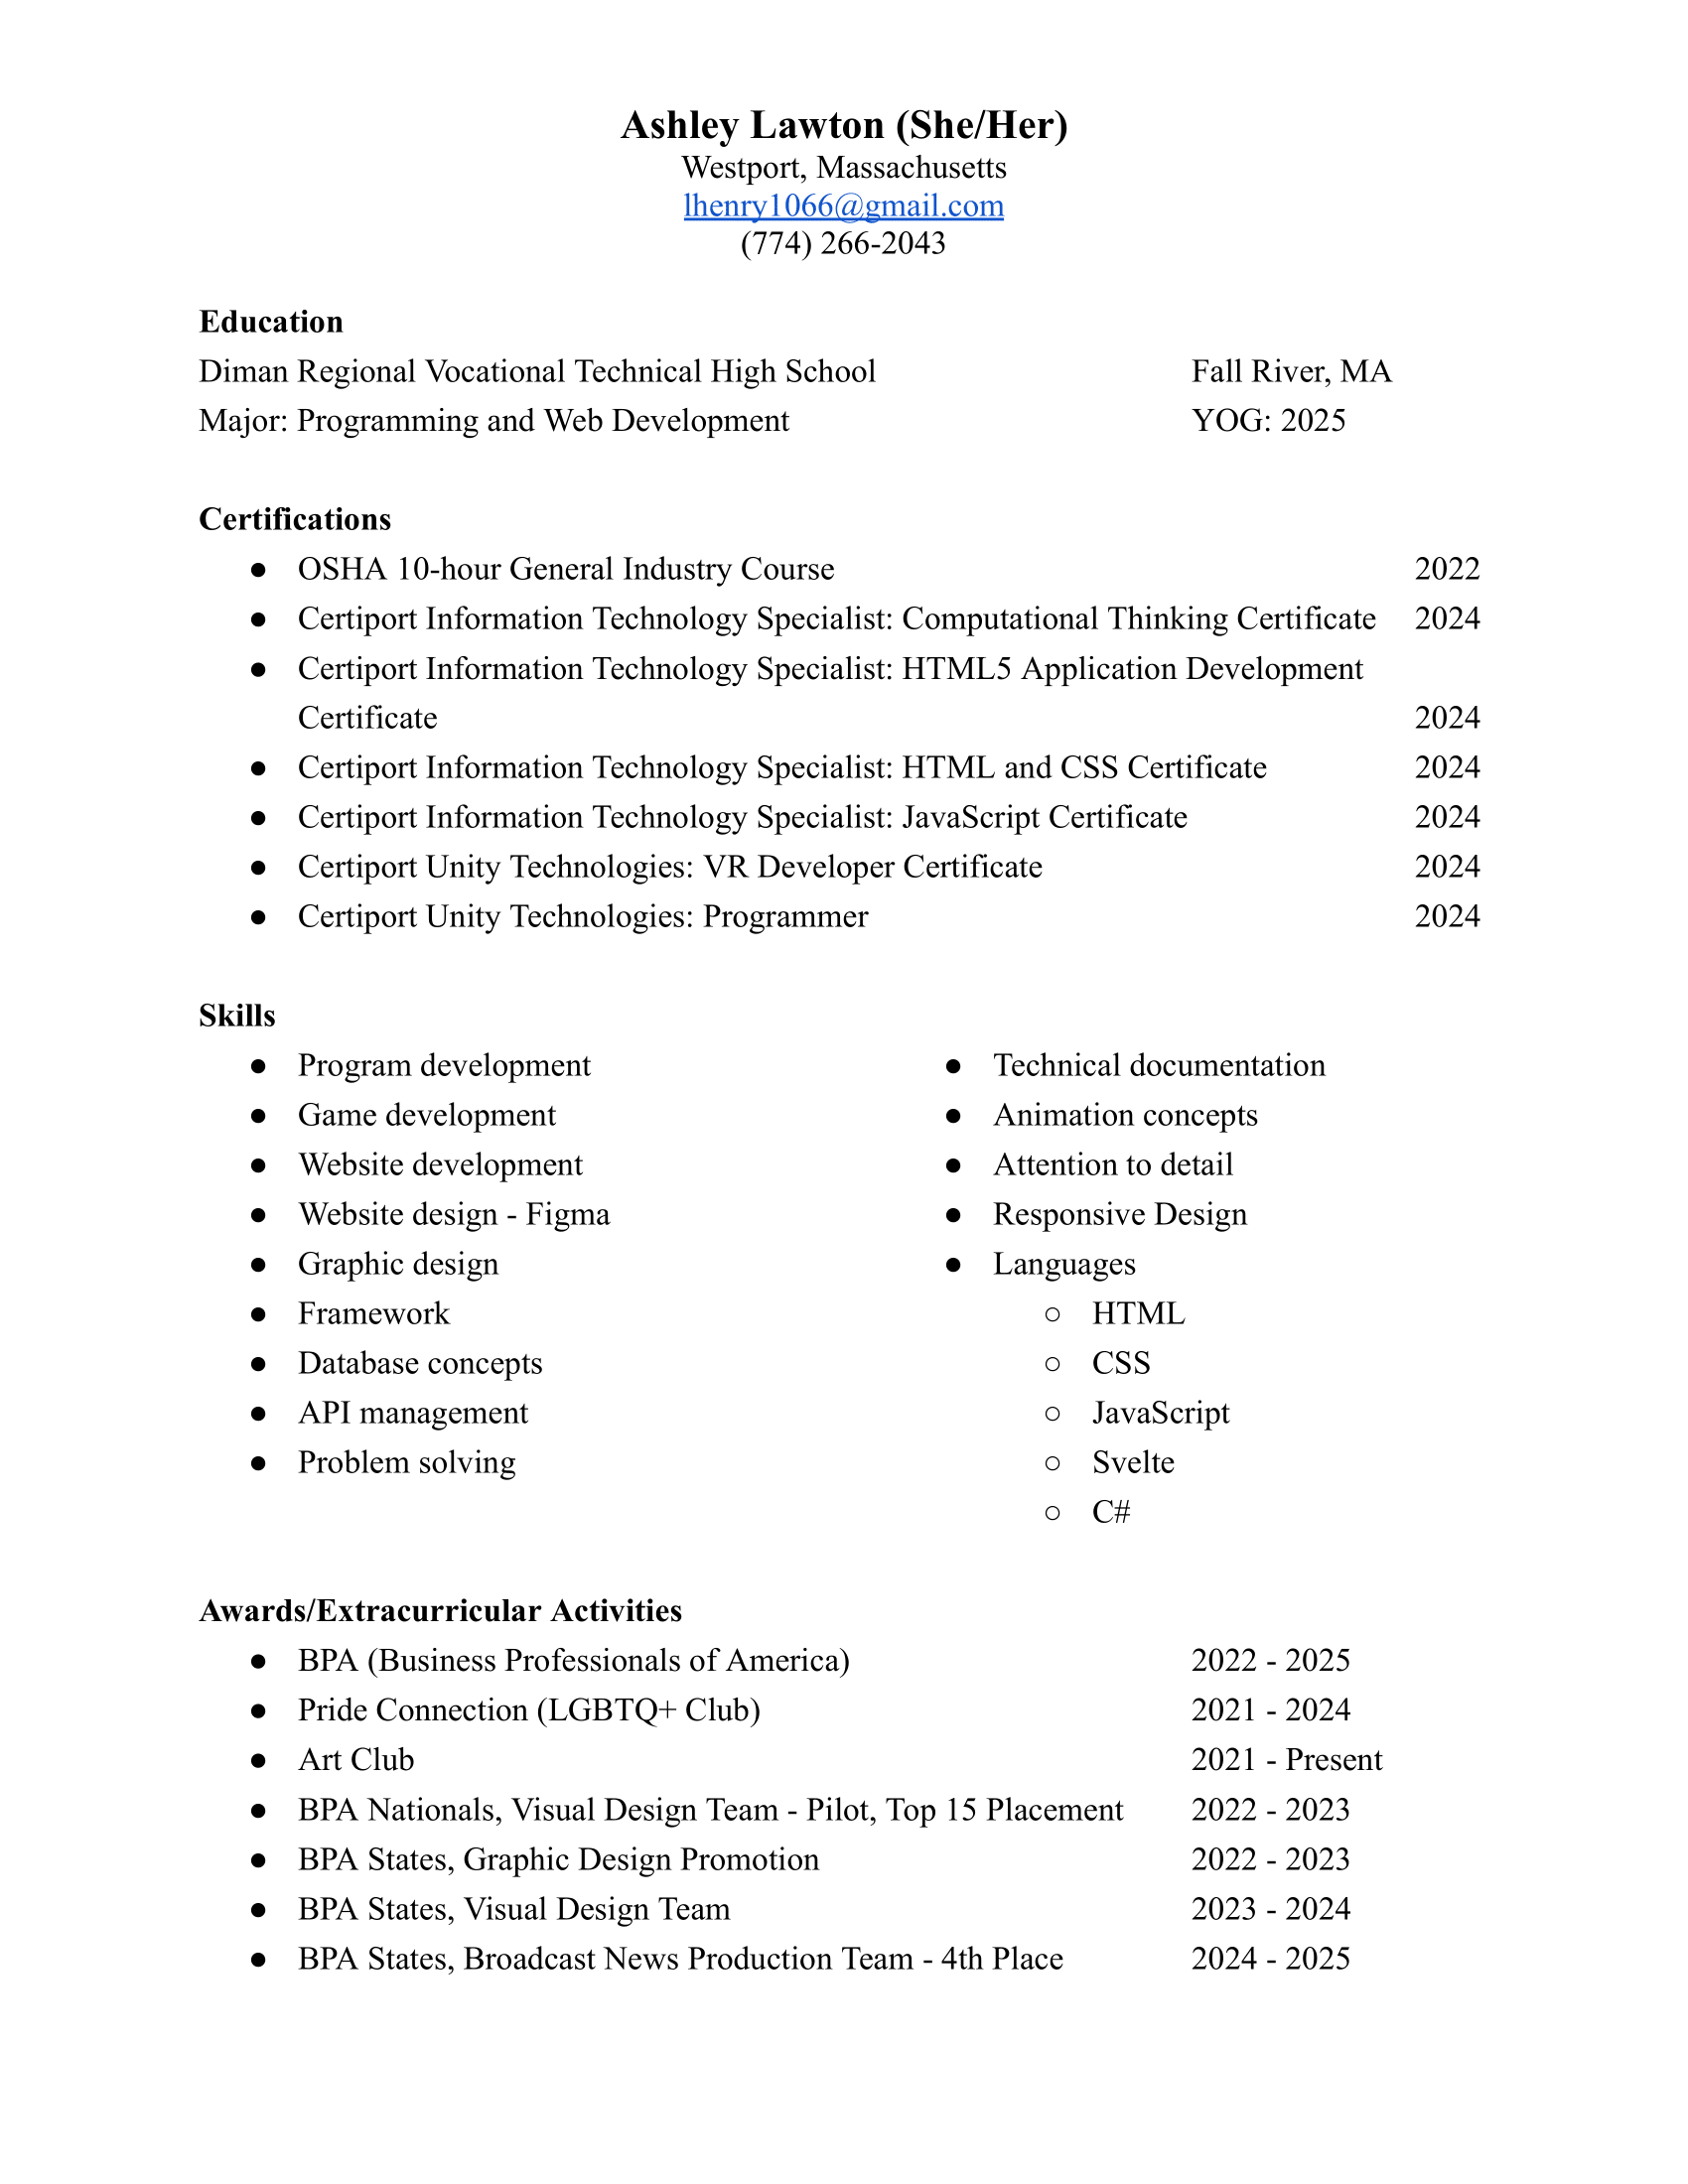 Ashley Lawton (She/Her)
Westport, Massachusetts
lhenry1066@gmail.com
(774) 266-2043
Education
Diman Regional Vocational Technical High School Fall River, MA
Major: Programming and Web Development YOG: 2025
Certifications
● OSHA 10-hour General Industry Course 2022
● Certiport Information Technology Specialist: Computational Thinking Certificate 2024
● Certiport Information Technology Specialist: HTML5 Application Development
Certificate 2024
● Certiport Information Technology Specialist: HTML and CSS Certificate 2024
● Certiport Information Technology Specialist: JavaScript Certificate 2024
● Certiport Unity Technologies: VR Developer Certificate 2024
● Certiport Unity Technologies: Programmer 2024
Skills
● Program development
● Game development
● Website development
● Website design - Figma
● Graphic design
● Framework
● Database concepts
● API management
● Problem solving
● Technical documentation
● Animation concepts
● Attention to detail
● Responsive Design
● Languages
○ HTML
○ CSS
○ JavaScript
○ Svelte
○ C#
Awards/Extracurricular Activities
● BPA (Business Professionals of America) 2022 - 2025
● Pride Connection (LGBTQ+ Club) 2021 - 2024
● Art Club 2021 - Present
● BPA Nationals, Visual Design Team - Pilot, Top 15 Placement 2022 - 2023
● BPA States, Graphic Design Promotion 2022 - 2023
● BPA States, Visual Design Team 2023 - 2024
● BPA States, Broadcast News Production Team - 4th Place 2024 - 2025